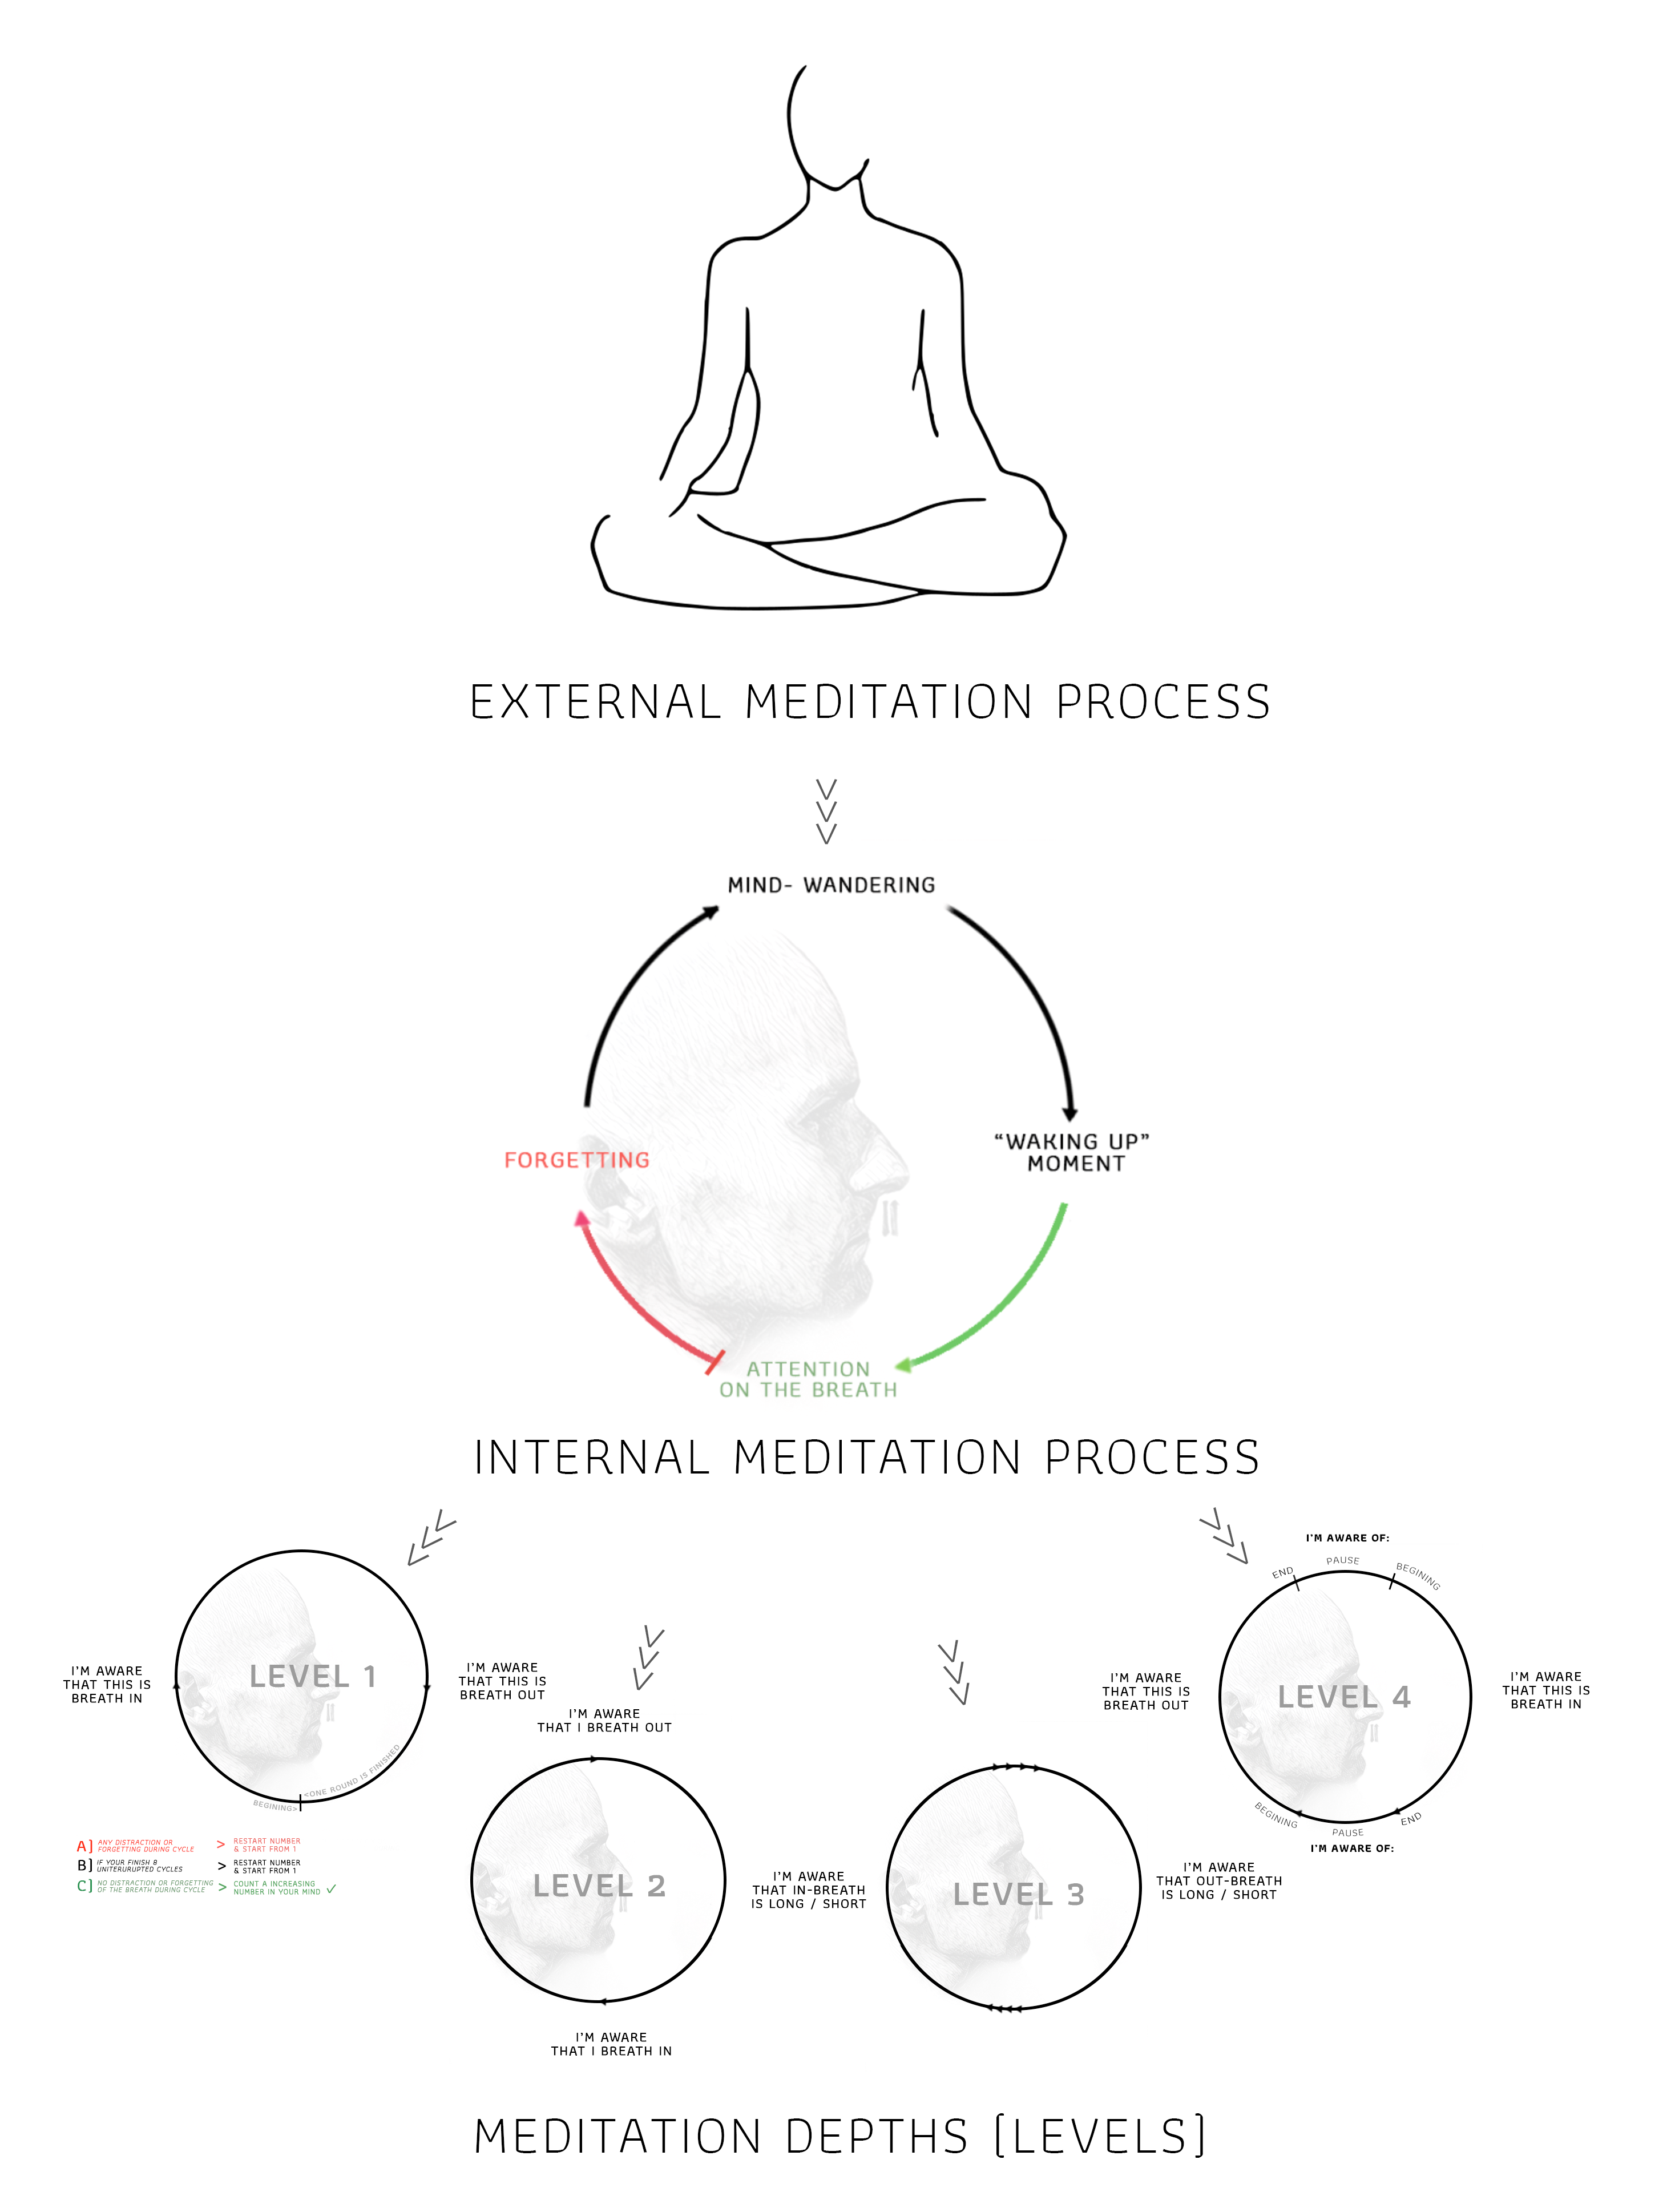 EXTERNAL MEDITATION PROCESS
MIND- WANDERING
“WAKING UP”
MOMENT
FORGETTING
ATTENTION
ON THE BREATH
INTERNAL MEDITATION PROCESS
I'M AWARE
THAT THIS IS
BREATH IN
LEVEL 1
I'M AWARE
THAT THIS IS
BREATH OUT
<ONE ROUND IS FINISHED
BEGINING>
A] ANY DISTRACTION OR
FORGETTING DURING CYCLE
> RESTART NUMBER
& START FROM 1
B] IF YOUR FINISH 8
UNITERURUPTED CYCLES
> RESTART NUMBER
& START FROM 1
C] NO DISTRACTION OR FORGETTING
OF THE BREATH DURING CYCLE
> COUNT A INCREASING
NUMBER IN YOUR MIND ✓
I'M AWARE
THAT I BREATH OUT
LEVEL 2
I'M AWARE
THAT I BREATH IN
I'M AWARE
THAT IN-BREATH
IS LONG / SHORT
LEVEL 3
I'M AWARE
THAT OUT-BREATH
IS LONG / SHORT
I'M AWARE OF:
END
PAUSE
BEGINING
I'M AWARE
THAT THIS IS
BREATH OUT
LEVEL 4
I'M AWARE
THAT THIS IS
BREATH IN
BEGINING
PAUSE
END
I'M AWARE OF:
MEDITATION DEPTHS [LEVELS]